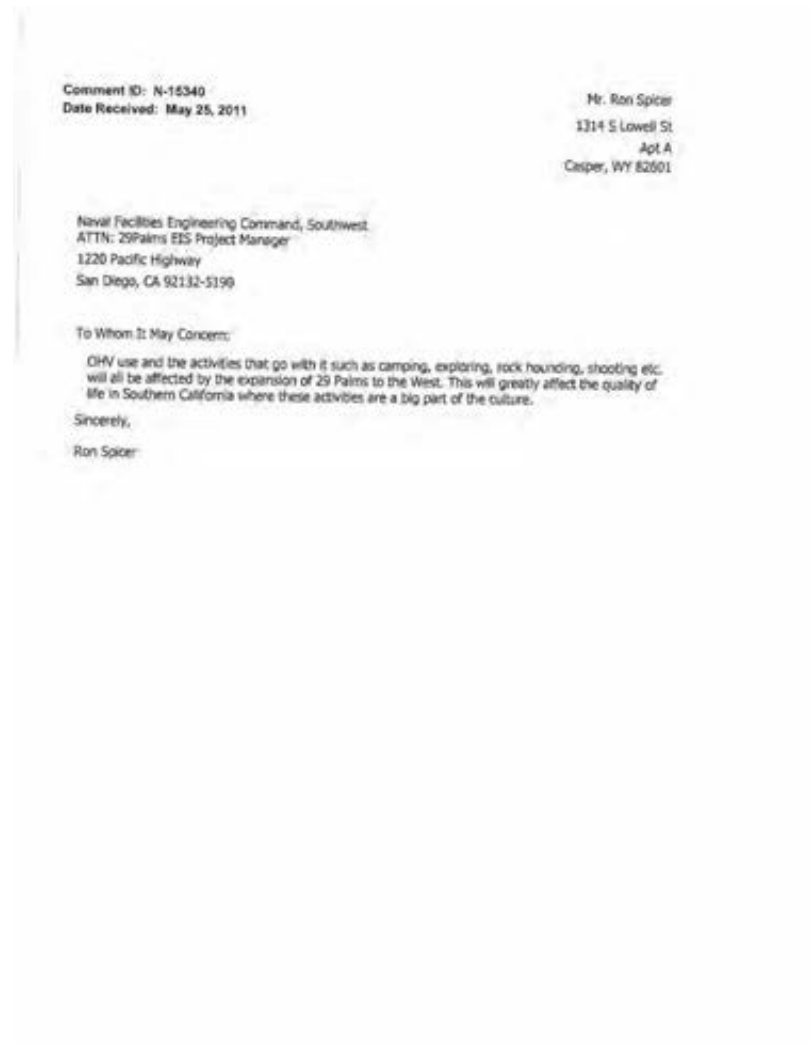 Comment ID: N-15340
Date Received: May 25, 2011
Mr. Ron Spicer
1314 S Lowell St
Apt A
Casper, WY 82601
Naval Facilities Engineering Command, Southwest
ATTN: 29Palms EIS Project Manager
1220 Pacific Highway
San Diego, CA 92132-5190
To Whom It May Concern:
OHV use and the activities that go with it such as camping, exploring, rock hounding, shooting etc.
will all be affected by the expansion of 29 Palms to the West. This will greatly affect the quality of
life in Southern California where these activities are a big part of the culture.
Sincerely,
Ron Spicer